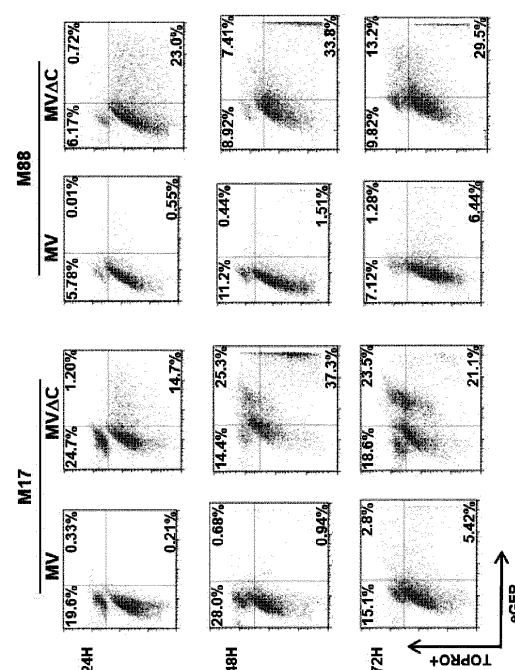 M17 M88
MV MVΔC MV MVΔC
24H
19.6% 0.33% 24.7% 1.20% 5.78% 0.01% 6.17% 0.72%
0.21% 14.7% 0.55% 23.0%
48H
28.0% 0.68% 14.4% 25.3% 11.2% 0.44% 8.92% 7.41%
0.94% 37.3% 1.51% 33.8%
72H
15.1% 2.8% 18.6% 23.5% 7.12% 1.28% 9.82% 13.2%
5.42% 21.1% 6.44% 29.5%
TOPRO+
eGFP